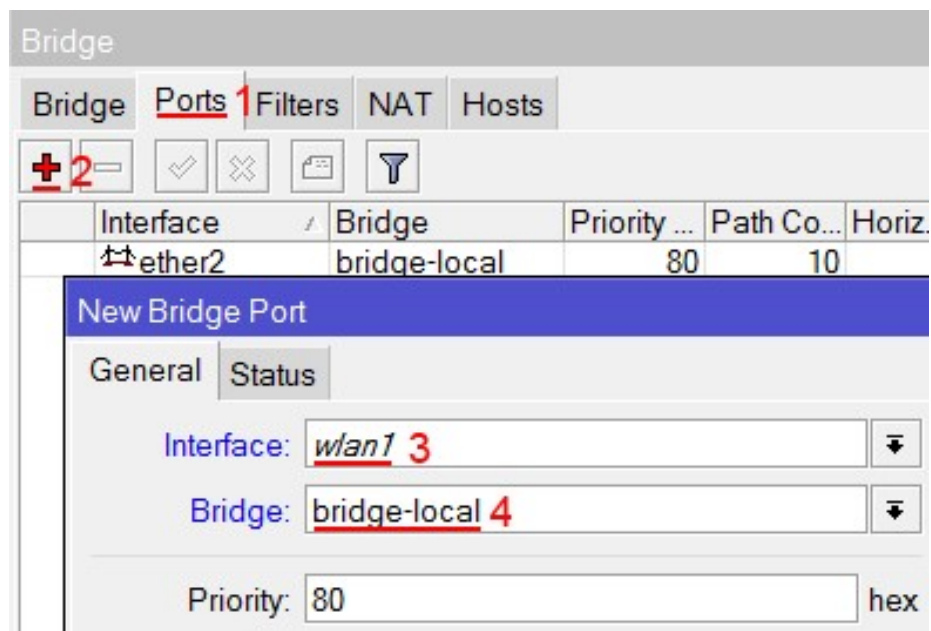 Bridge
Bridge Ports 1 Filters NAT Hosts
2
Interface Bridge Priority ... Path Co... Horiz.
ether2 bridge-local 80 10
New Bridge Port
General Status
Interface: wlan1 3
Bridge: bridge-local 4
Priority: 80 hex